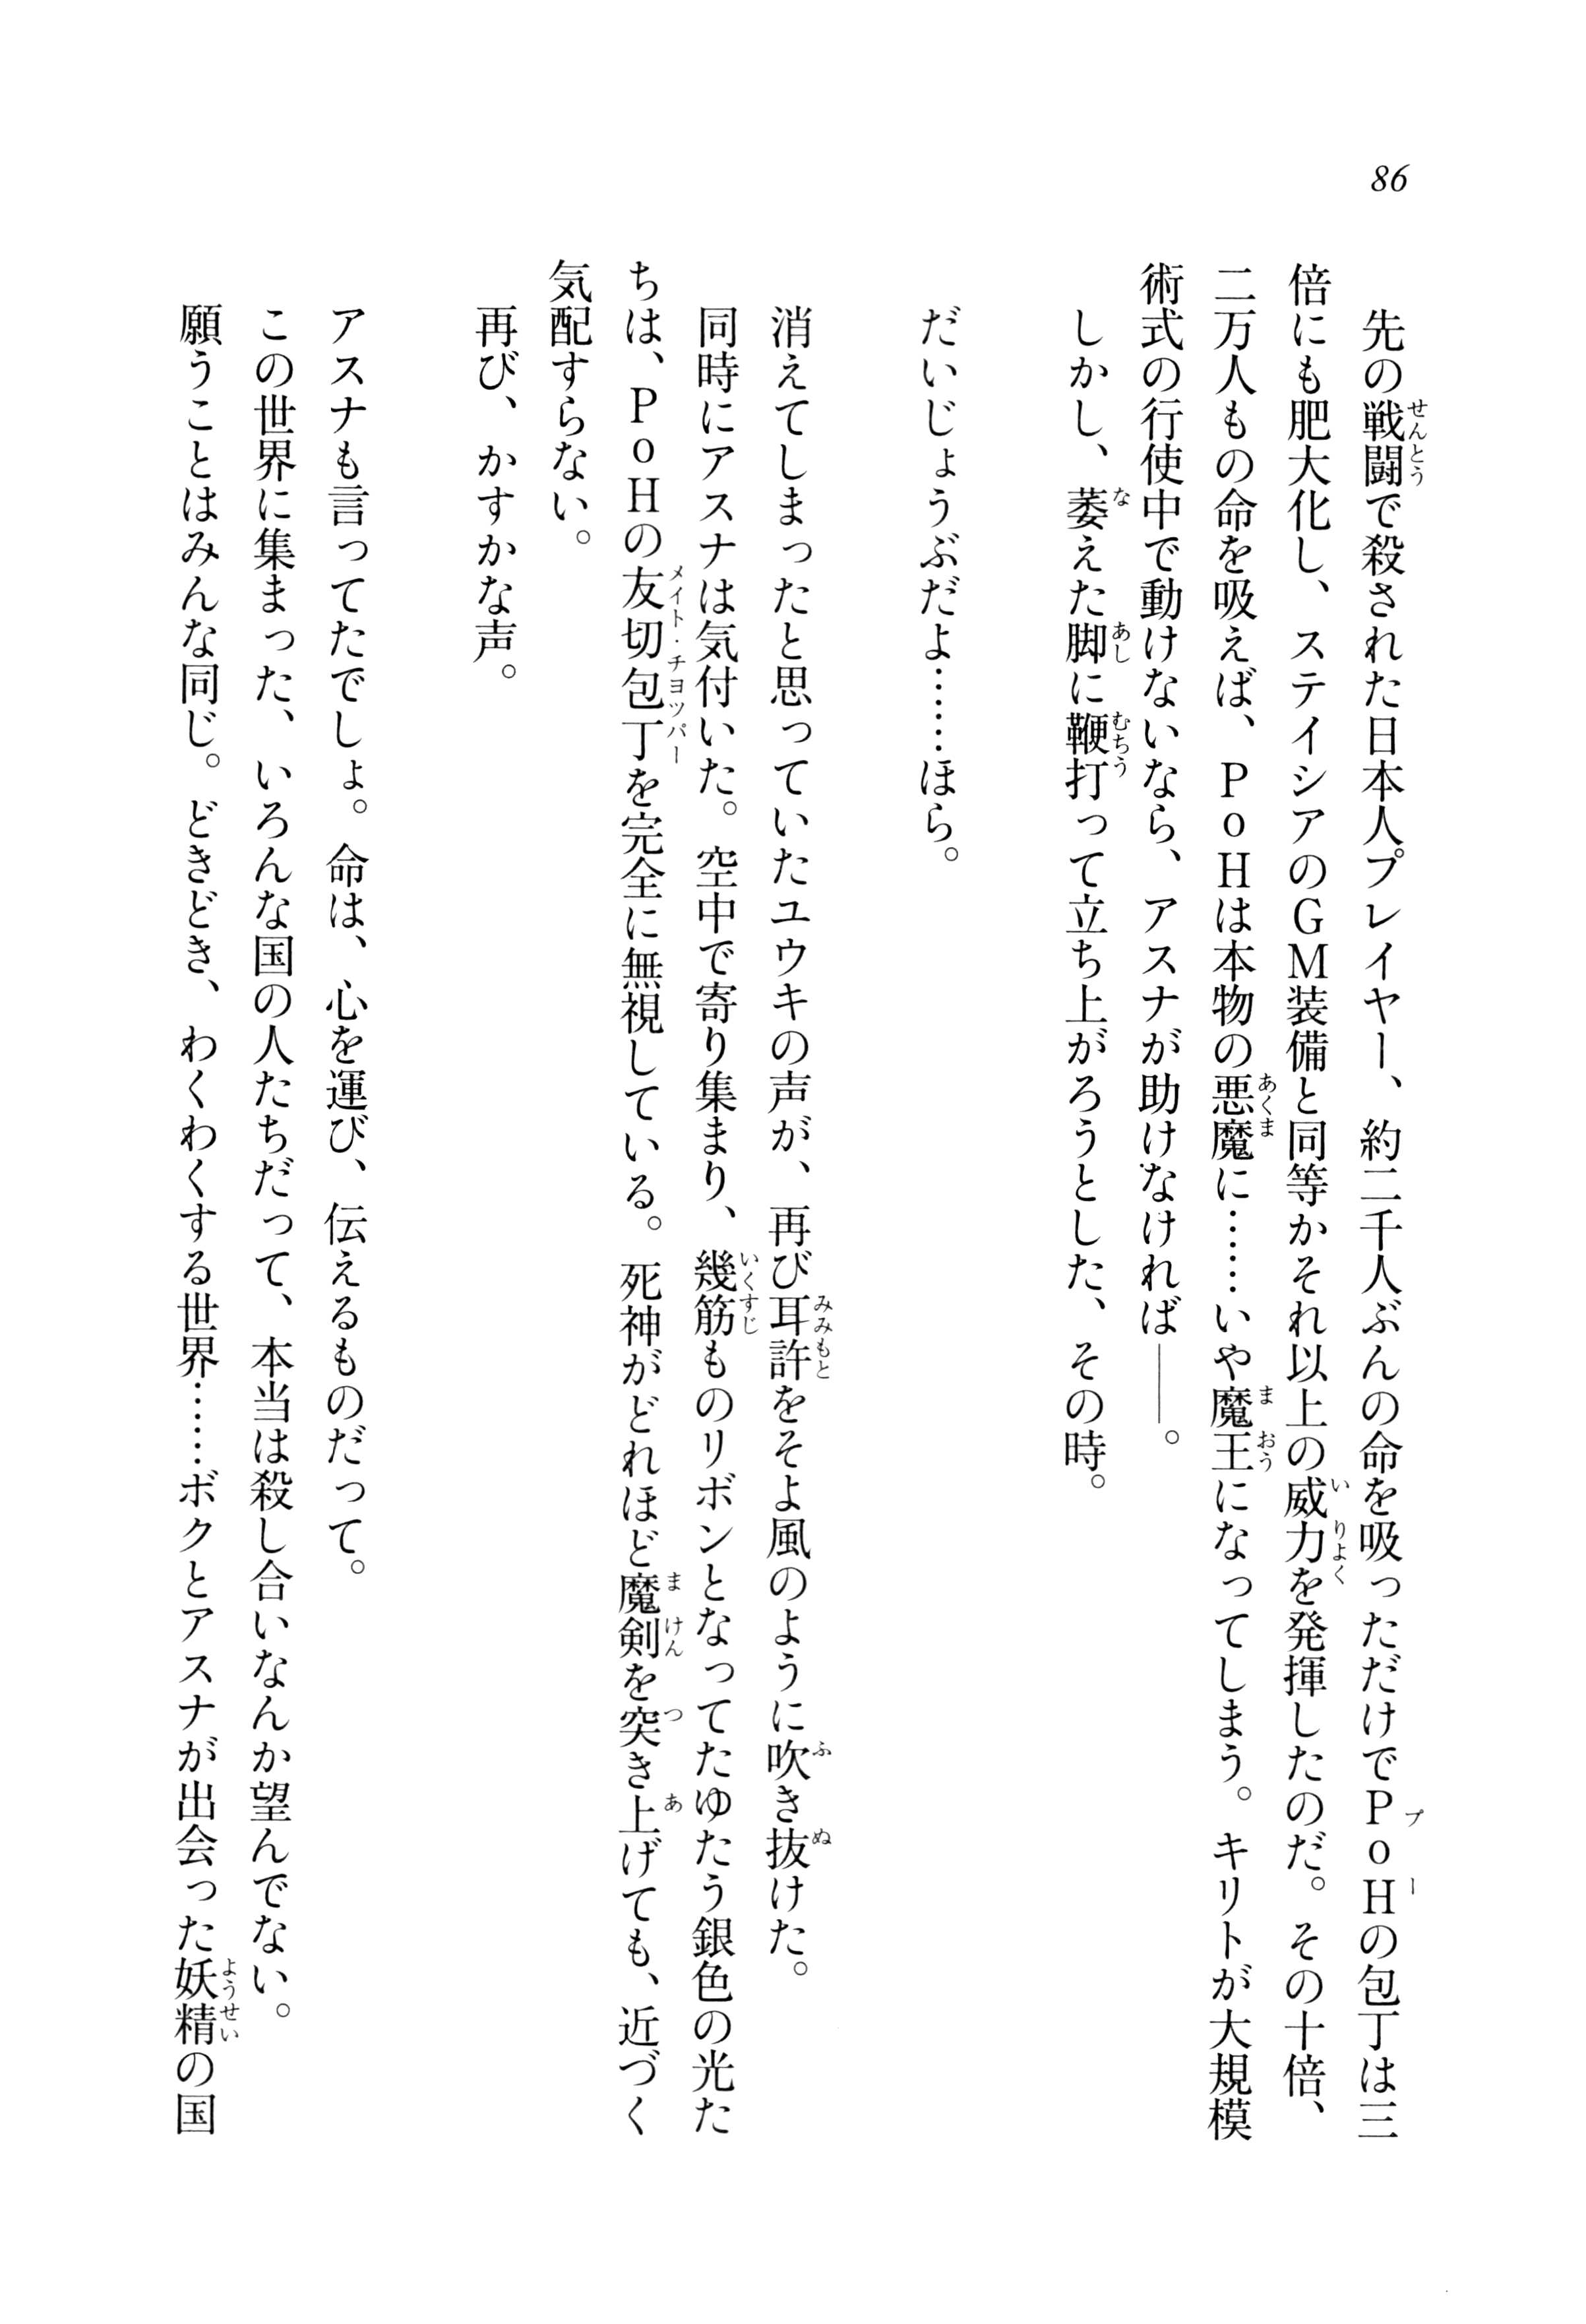 86
先の戦闘で殺された日本人プレイヤー、約二千人ぶんの命を吸っただけでPoHの包丁は三
倍にも肥大化し、ステイシアのGM装備と同等かそれ以上の威力を発揮したのだ。その十倍、
二万人もの命を吸えば、PoHは本物の悪魔に……いや魔王になってしまう。キリトが大規模
術式の行使中で動けないなら、アスナが助けなければ――。
しかし、萎えた脚に鞭打って立ち上がろうとした、その時。
だいじょうぶだよ……ほら。
消えてしまったと思っていたユウキの声が、再び耳許をそよ風のように吹き抜けた。
同時にアスナは気付いた。空中で寄り集まり、幾筋ものリボンとなってたゆたう銀色の光た
ちは、PoHの友切包丁を完全に無視している。死神がどれほど魔剣を突き上げても、近づく
気配すらない。
再び、かすかな声。
アスナも言ってたでしょ。命は、心を運び、伝えるものだって。
この世界に集まった、いろんな国の人たちだって、本当は殺し合いなんか望んでない。
願うことはみんな同じ。どきどき、わくわくする世界……ボクとアスナが出会った妖精の国